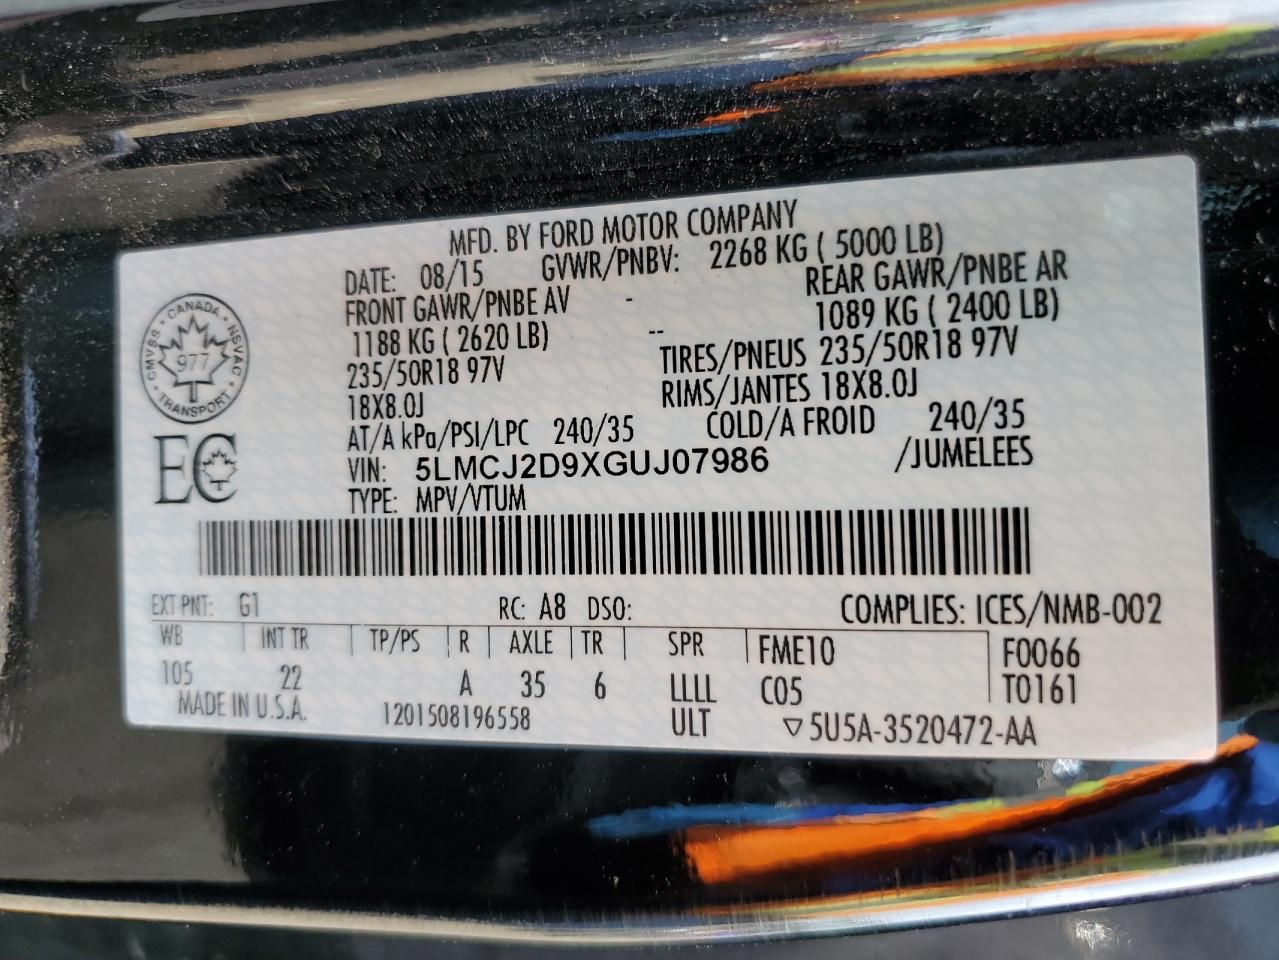 MFD. BY FORD MOTOR COMPANY
DATE: 08/15 GVWR/PNBV: 2268 KG ( 5000 LB)
FRONT GAWR/PNBE AV - REAR GAWR/PNBE AR
1188 KG ( 2620 LB) -- 1089 KG ( 2400 LB)
235/50R18 97V TIRES/PNEUS 235/50R18 97V
18X8.0J RIMS/JANTES 18X8.0J
AT/A kPa/PSI/LPC 240/35 COLD/A FROID 240/35
VIN: 5LMCJ2D9XGUJ07986 /JUMELEES
TYPE: MPV/VTUM
CANADA · NSVAC · TRANSPORT · CMVSS ·
977
EC
EXT PNT: G1 RC: A8 DSO: COMPLIES: ICES/NMB-002
WB INT TR TP/PS R AXLE TR SPR FME10 F0066
105 22 A 35 6 LLLL C05 T0161
MADE IN U.S.A. 1201508196558 ULT ▽5U5A-3520472-AA